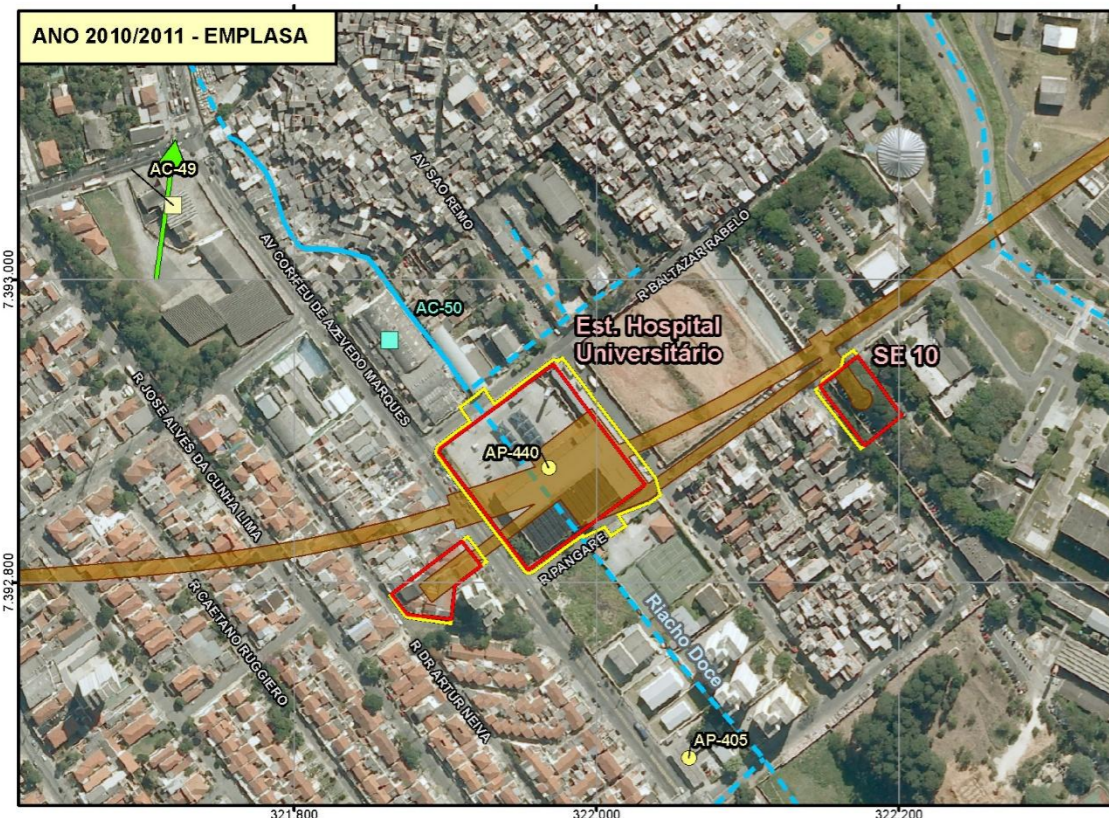 ANO 2010/2011 - EMPLASA
AC-49
AV SAO REMO
AV CORIFEU DE AZEVEDO MARQUES
R BALTAZAR RABELO
7.393.000
AC-50
Est. Hospital
Universitário
SE 10
R JOSE ALVES DA CUNHA LIMA
AP-440
R PANGARE
7.392.800
R CAETANO RUGGIERO
Riacho Doce
R DR ARTUR NEIVA
AP-405
321.800
322.000
322.200